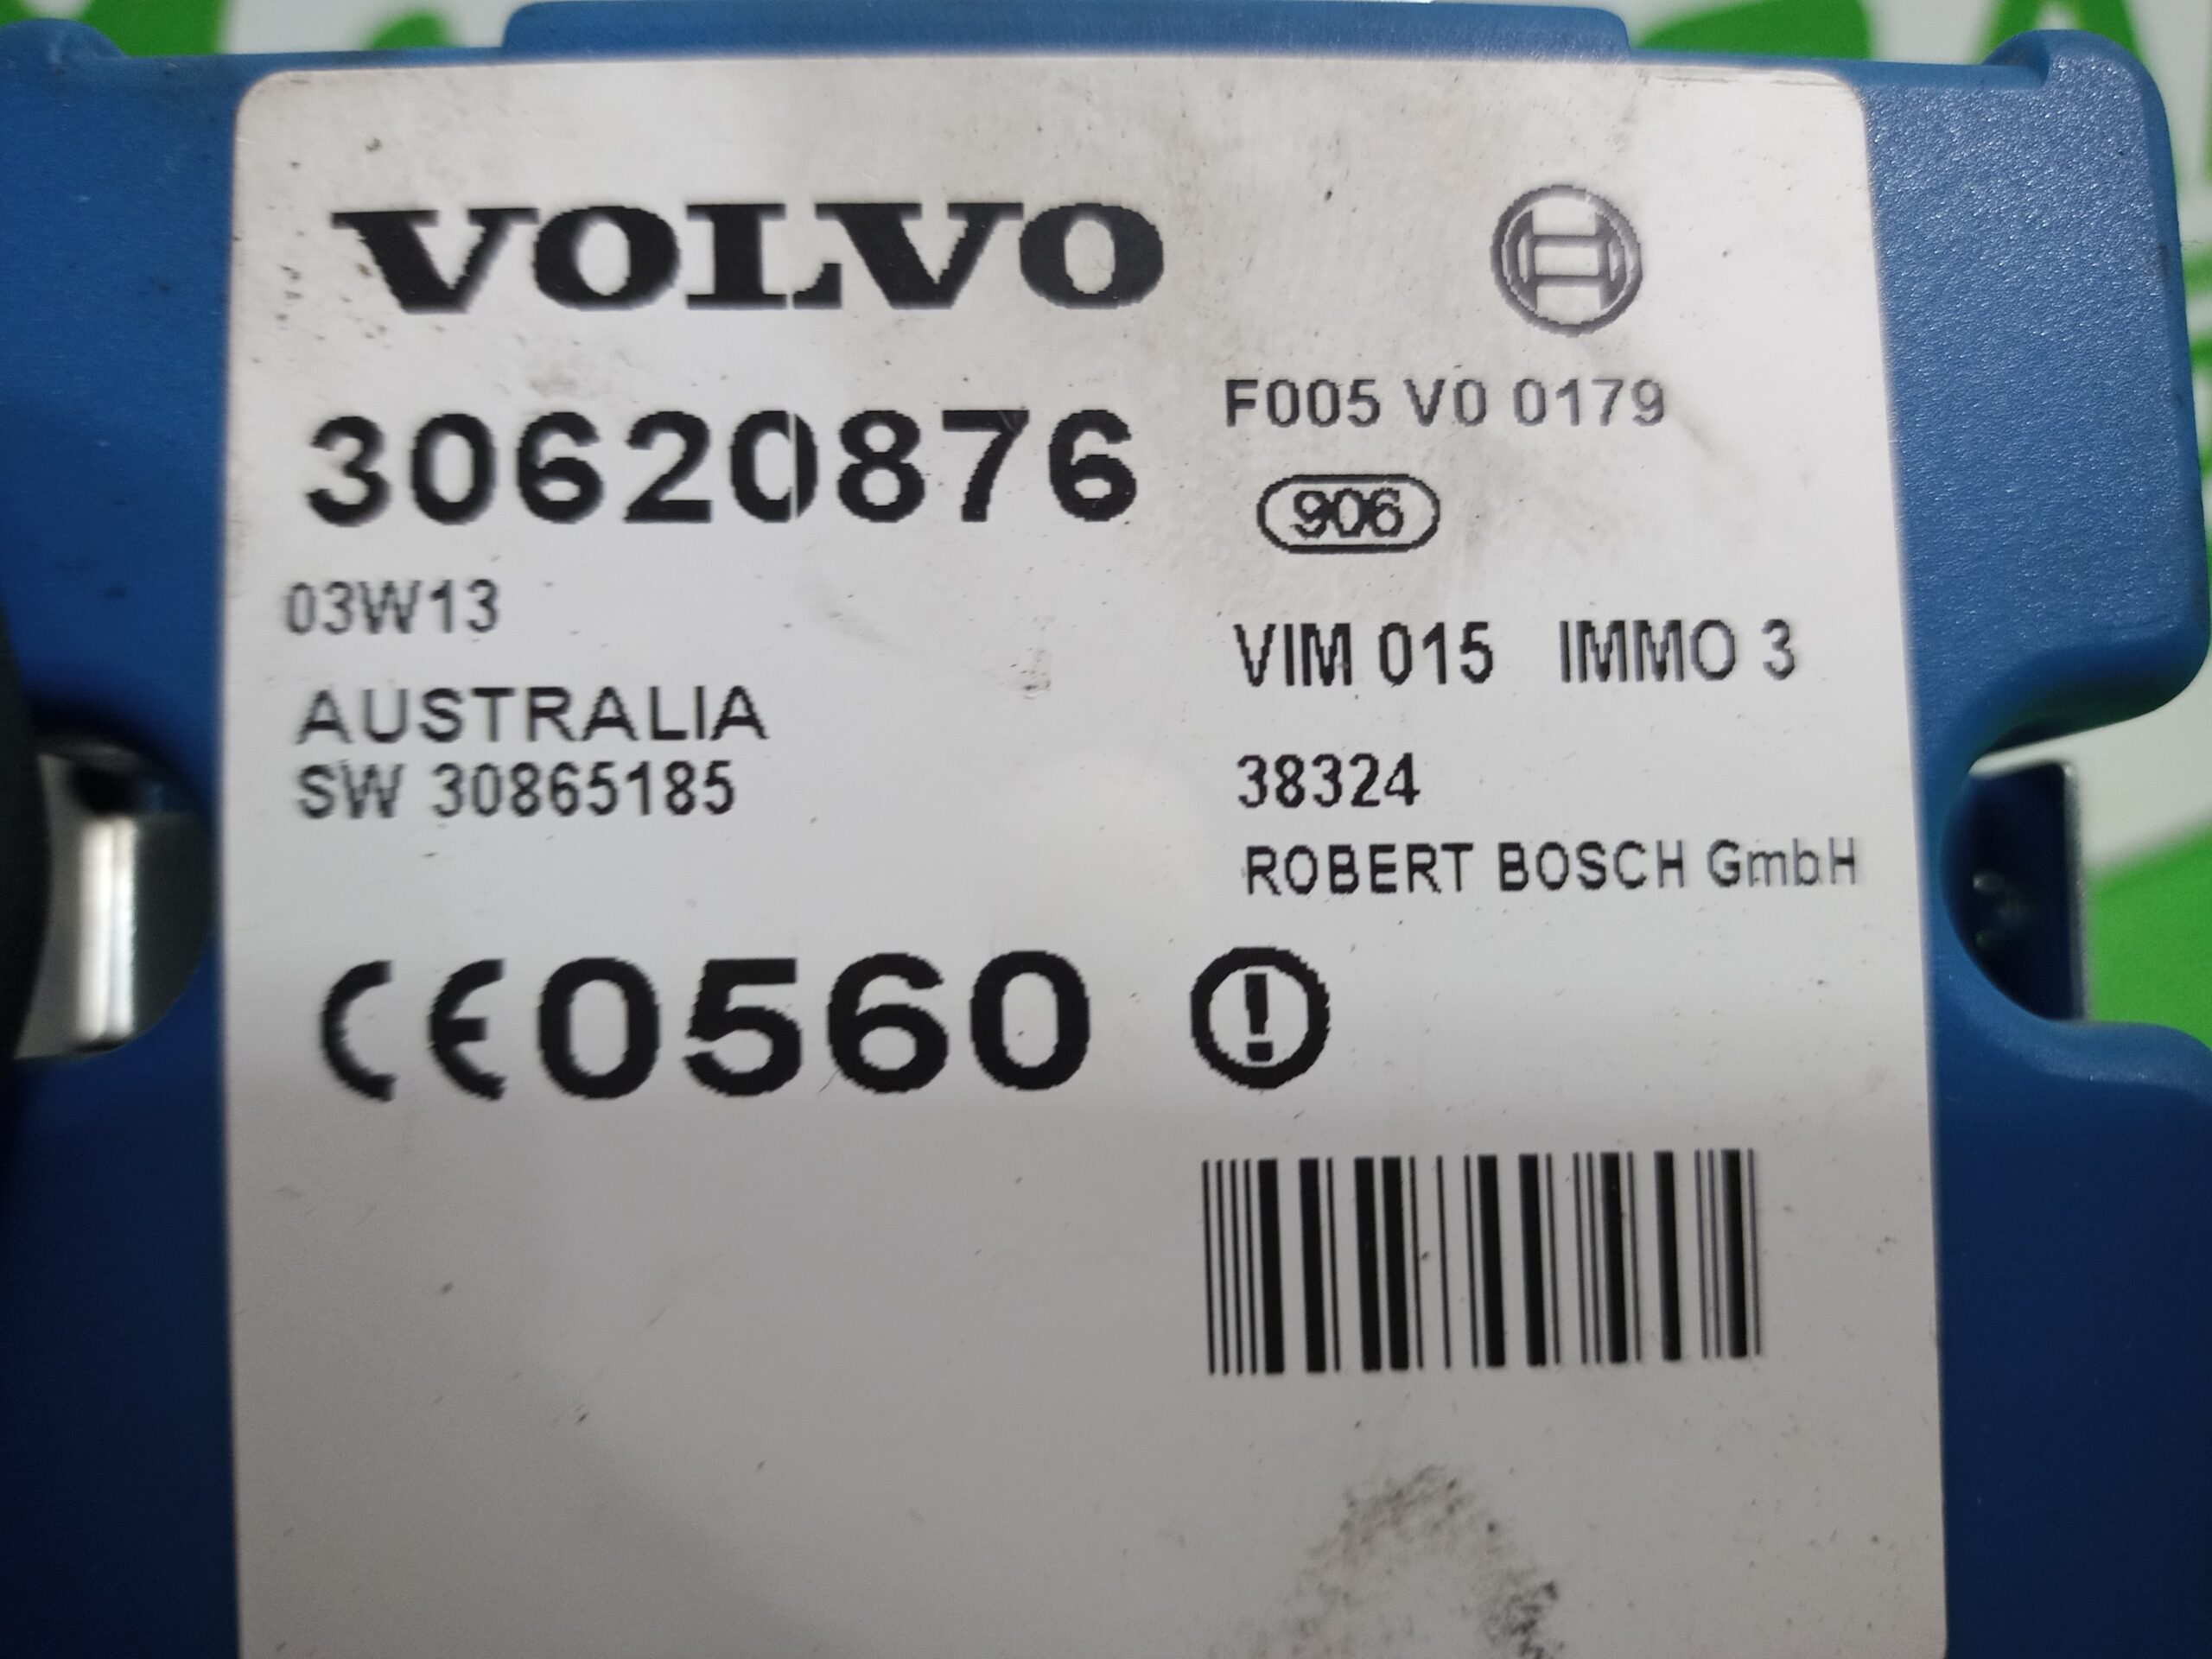 VOLVO
30620876
03W13
AUSTRALIA
SW 30865185
F005 V0 0179
906
VIM 015 IMMO 3
38324
ROBERT BOSCH GmbH
CE0560